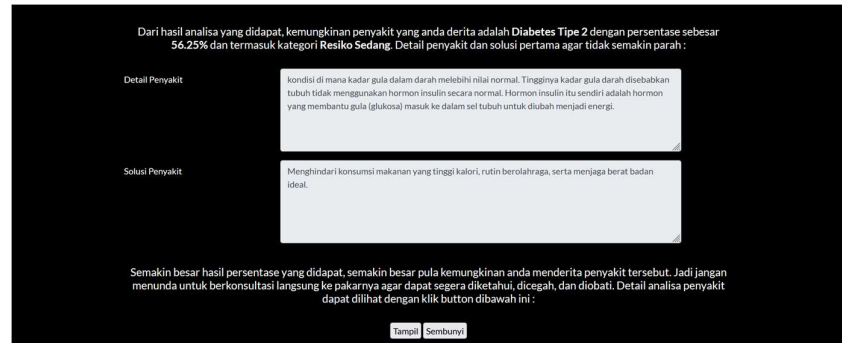 Dari hasil analisa yang didapat, kemungkinan penyakit yang anda derita adalah Diabetes Tipe 2 dengan persentase sebesar
56.25% dan termasuk kategori Resiko Sedang. Detail penyakit dan solusi pertama agar tidak semakin parah :
Detail Penyakit
kondisi di mana kadar gula dalam darah melebihi nilai normal. Tingginya kadar gula darah disebabkan
tubuh tidak menggunakan hormon insulin secara normal. Hormon insulin itu sendiri adalah hormon
yang membantu gula (glukosa) masuk ke dalam sel tubuh untuk diubah menjadi energi.
Solusi Penyakit
Menghindari konsumsi makanan yang tinggi kalori, rutin berolahraga, serta menjaga berat badan
ideal.
Semakin besar hasil persentase yang didapat, semakin besar pula kemungkinan anda menderita penyakit tersebut. Jadi jangan
menunda untuk berkonsultasi langsung ke pakarnya agar dapat segera diketahui, dicegah, dan diobati. Detail analisa penyakit
dapat dilihat dengan klik button dibawah ini :
Tampil Sembunyi